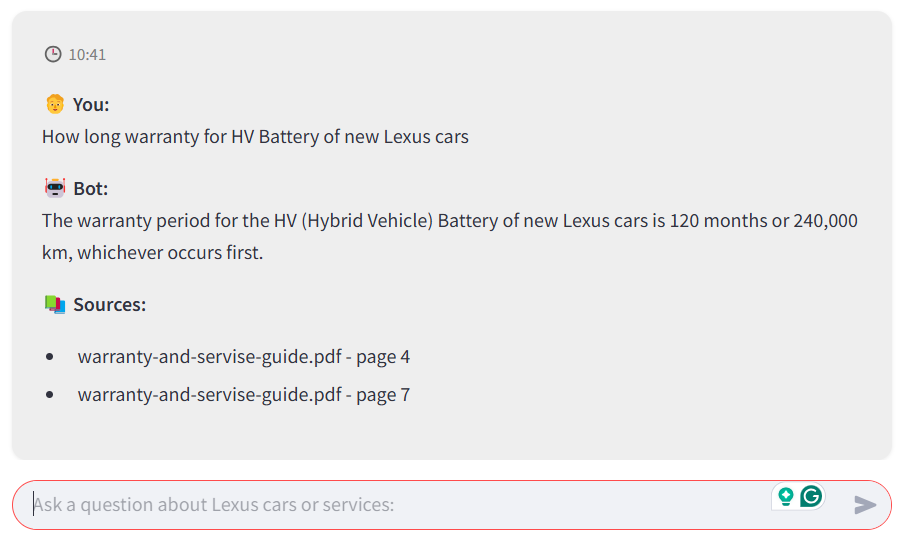 10:41
You:
How long warranty for HV Battery of new Lexus cars
Bot:
The warranty period for the HV (Hybrid Vehicle) Battery of new Lexus cars is 120 months or 240,000
km, whichever occurs first.
Sources:
warranty-and-servise-guide.pdf - page 4
warranty-and-servise-guide.pdf - page 7
Ask a question about Lexus cars or services: